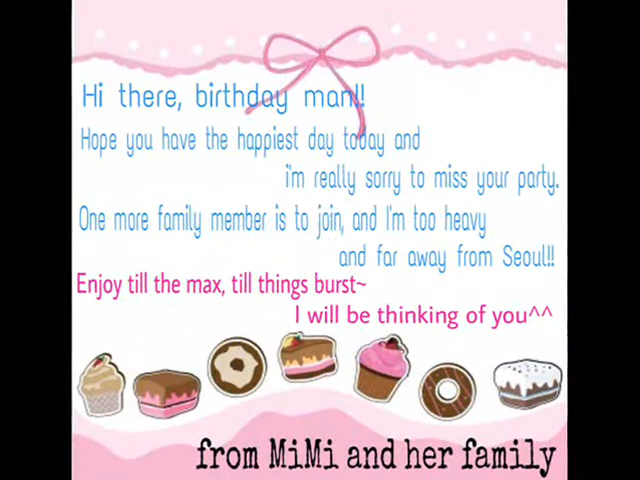 Hi there, birthday man!!
Hope you have the happiest day today and
i'm really sorry to miss your party.
One more family member is to join, and I'm too heavy
and far away from Seoul!!
Enjoy till the max, till things burst~
I will be thinking of you^^
from MiMi and her family